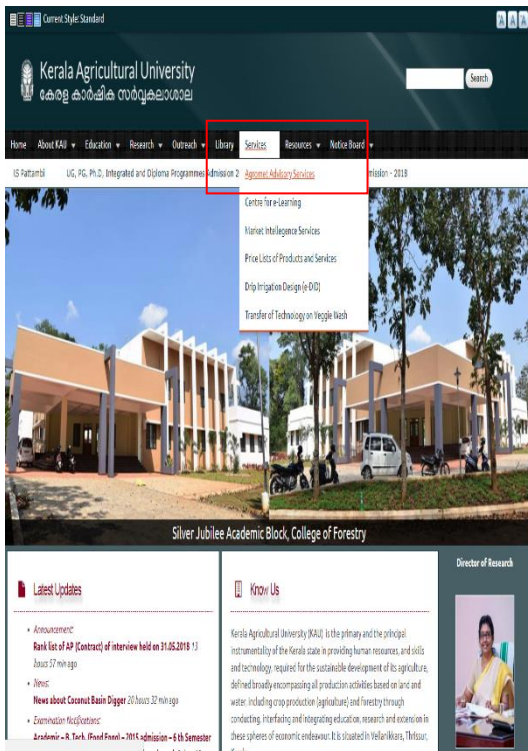 Current Style: Standard
A A A
Kerala Agricultural University
കേരള കാർഷിക സർവ്വകലാശാല
Search
Home About KAU Education Research Outreach Library Services Resources Notice Board
IS Pattambi UG, PG, Ph.D, Integrated and Diploma Programmes Admission 2 mission - 2018
Agromet Advisory Services
Centre for e-Learning
Market Intellegence Services
Price Lists of Products and Services
Drip Irrigation Design (e-DID)
Transfer of Technology on Veggie Wash
Silver Jubilee Academic Block, College of Forestry
Latest Updates
Announcement:
Rank list of AP (Contract) of interview held on 31.05.2018 13
hours 57 min ago
News:
News about Coconut Basin Digger 20 hours 32 min ago
Examination Notifications:
Academic – B. Tech. (Food Engg) – 2015 admission – 6 th Semester
Know Us
Kerala Agricultural University (KAU) is the primary and the principal
instrumentality of the Kerala state in providing human resources, and skills
and technology, required for the sustainable development of its agriculture,
defined broadly encompassing all production activities based on land and
water, including crop production (agriculture) and forestry through
conducting, interfacing and integrating education, research and extension in
these spheres of economic endeavour. It is situated in Vellanikkara, Thrissur,
Director of Research